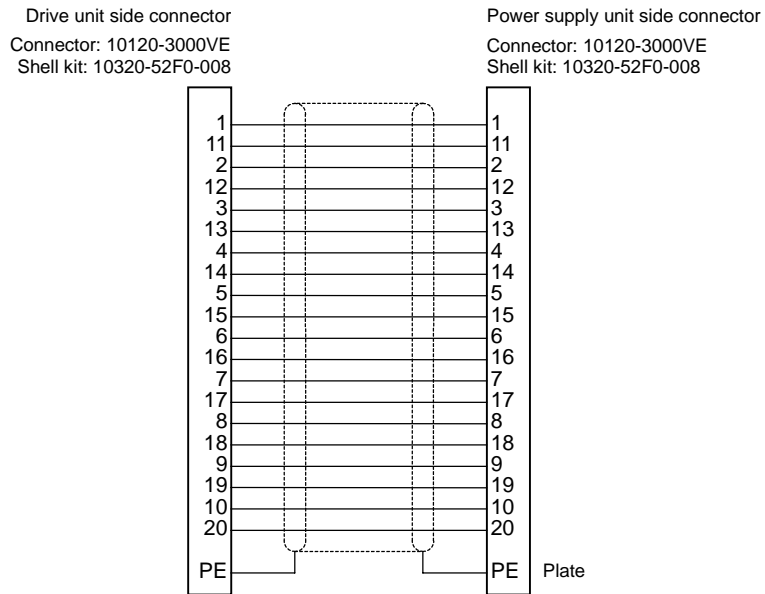 Drive unit side connector
Connector: 10120-3000VE
Shell kit: 10320-52F0-008
Power supply unit side connector
Connector: 10120-3000VE
Shell kit: 10320-52F0-008
1 1
11 11
2 2
12 12
3 3
13 13
4 4
14 14
5 5
15 15
6 6
16 16
7 7
17 17
8 8
18 18
9 9
19 19
10 10
20 20
PE PE Plate